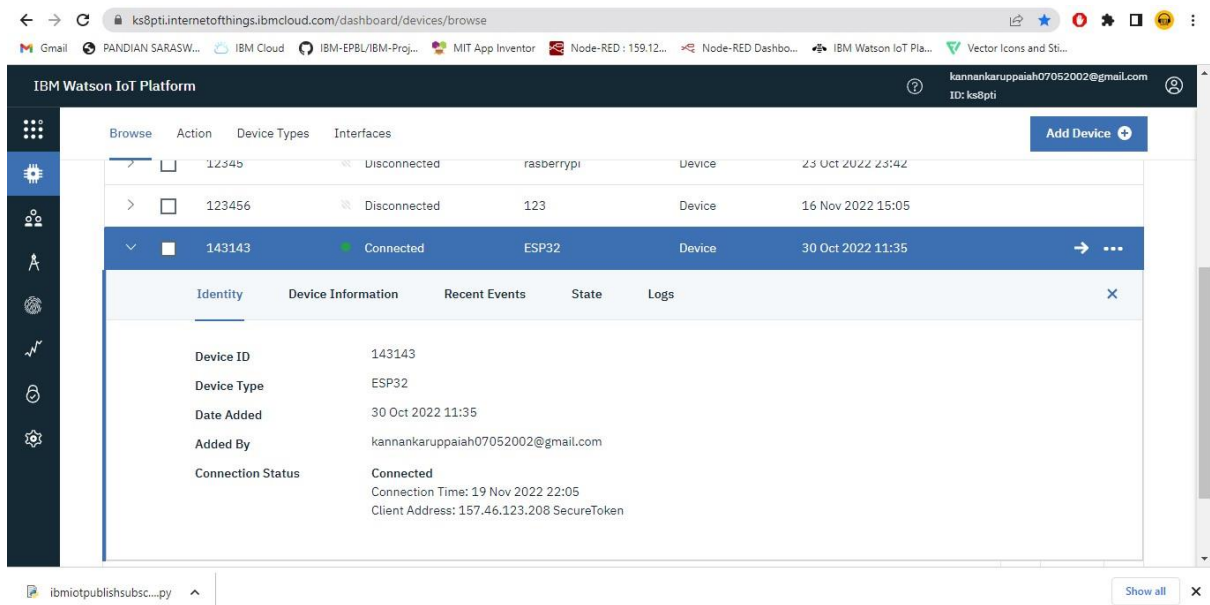 ks8pti.internetofthings.ibmcloud.com/dashboard/devices/browse
Gmail PANDIAN SARASW... IBM Cloud IBM-EPBL/IBM-Proj... MIT App Inventor Node-RED : 159.12... Node-RED Dashbo... IBM Watson IoT Pla... Vector Icons and Sti...
IBM Watson IoT Platform
kannankaruppaiah07052002@gmail.com
ID: ks8pti
Browse Action Device Types Interfaces Add Device
12345 Disconnected rasberrypi Device 23 Oct 2022 23:42
123456 Disconnected 123 Device 16 Nov 2022 15:05
143143 Connected ESP32 Device 30 Oct 2022 11:35
Identity Device Information Recent Events State Logs
Device ID 143143
Device Type ESP32
Date Added 30 Oct 2022 11:35
Added By kannankaruppaiah07052002@gmail.com
Connection Status Connected
Connection Time: 19 Nov 2022 22:05
Client Address: 157.46.123.208 SecureToken
ibmiotpublishsubsc....py Show all